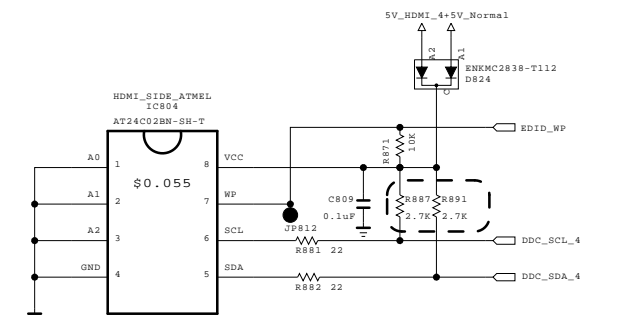 5V_HDMI_4+5V_Normal
A2
A1
ENKMC2838-T112
D824
C
HDMI_SIDE_ATMEL
IC804
AT24C02BN-SH-T
EDID_WP
R871
10K
A0
1
8
VCC
$0.055
A1
2
7
WP
C809
0.1uF
R887
R891
2.7K
2.7K
JP812
A2
3
6
SCL
R881 22
DDC_SCL_4
GND
4
5
SDA
R882 22
DDC_SDA_4